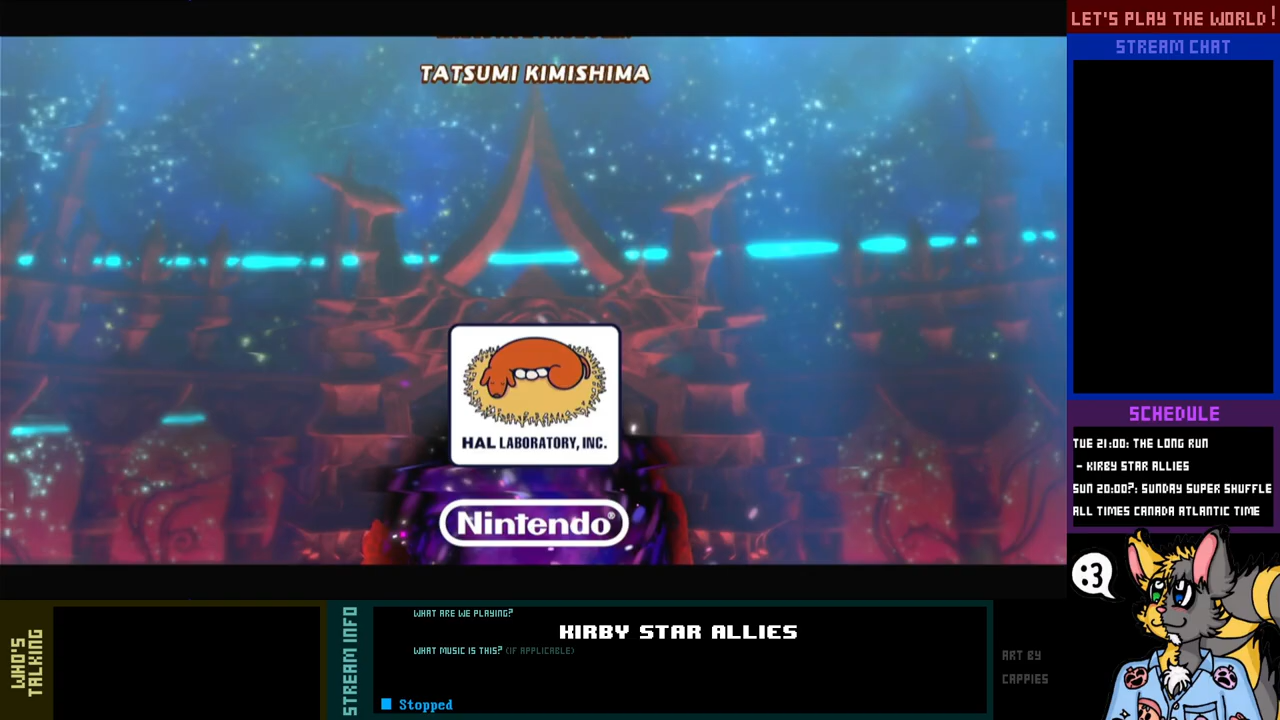 TATSUMI KIMISHIMA
HAL LABORATORY, INC.
Nintendo®
LET'S PLAY THE WORLD!
STREAM CHAT
SCHEDULE
TUE 21:00: THE LONG RUN
- KIRBY STAR ALLIES
SUN 20:00?: SUNDAY SUPER SHUFFLE
ALL TIMES CANADA ATLANTIC TIME
:3
WHO'S
TALKING
STREAM INFO
WHAT ARE WE PLAYING?
KIRBY STAR ALLIES
WHAT MUSIC IS THIS? (IF APPLICABLE)
Stopped
ART BY
CAPPIES